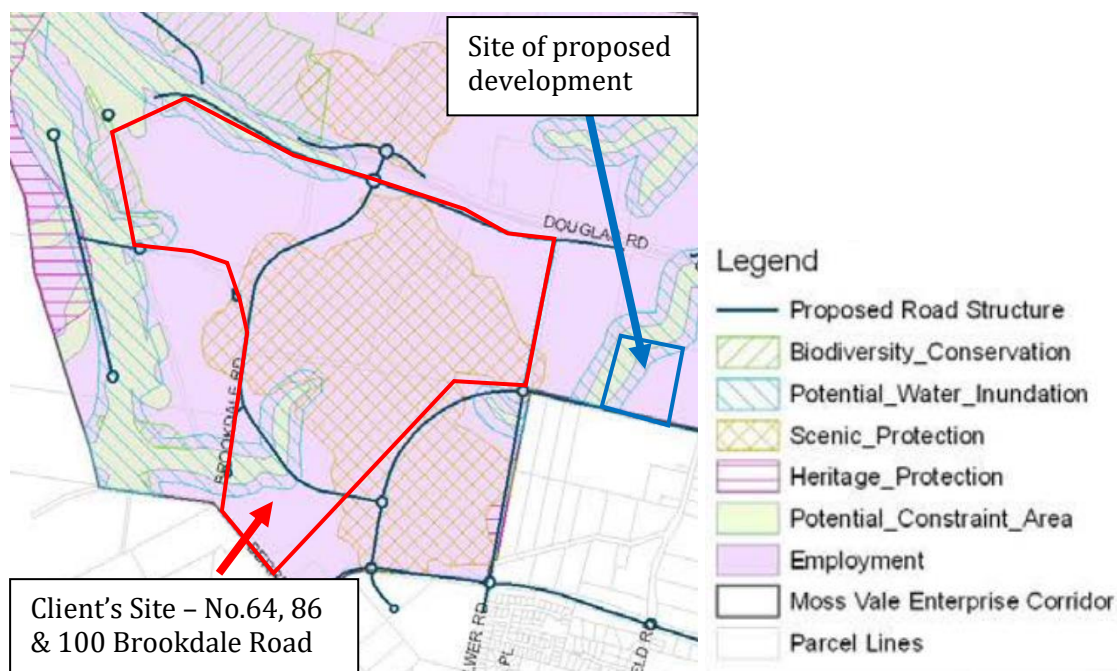 Site of proposed
development
DOUGLAS RD
BROOKDALE RD
Client's Site – No.64, 86
& 100 Brookdale Road
PL
Legend
Proposed Road Structure
Biodiversity_Conservation
Potential_Water_Inundation
Scenic_Protection
Heritage_Protection
Potential_Constraint_Area
Employment
Moss Vale Enterprise Corridor
Parcel Lines